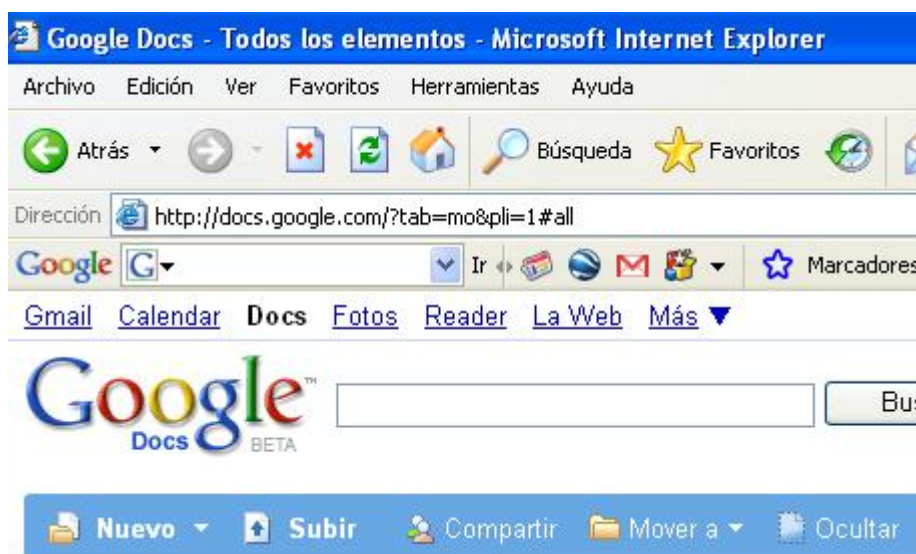 Google Docs - Todos los elementos - Microsoft Internet Explorer
Archivo Edición Ver Favoritos Herramientas Ayuda
Atrás Búsqueda Favoritos
Dirección http://docs.google.com/?tab=mo&pli=1#all
Google G Ir Marcadores
Gmail Calendar Docs Fotos Reader La Web Más
Google™ Bus
Docs BETA
Nuevo Subir Compartir Mover a Ocultar